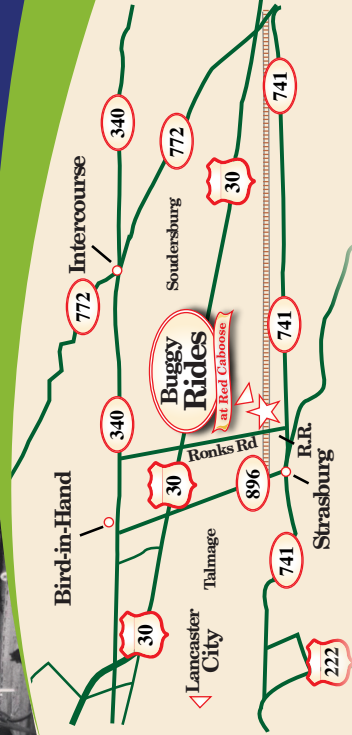 340
741
772
30
Intercourse
Soudersburg
772
741
Buggy
Rides
at Red Caboose
340
Ronks Rd
R.R.
30
896
Strasburg
Bird-in-Hand
Talmage
741
30
Lancaster
City
222